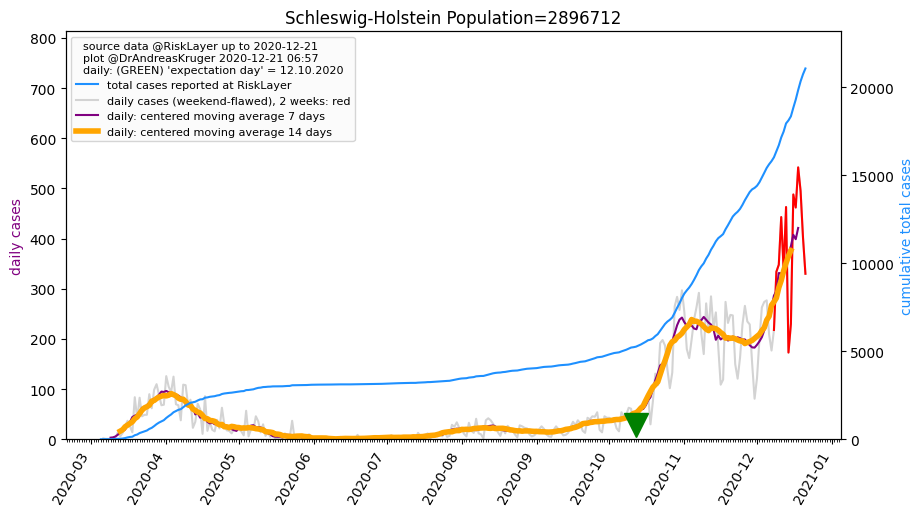 Schleswig-Holstein Population=2896712
source data @RiskLayer up to 2020-12-21
plot @DrAndreasKruger 2020-12-21 06:57
daily: (GREEN) 'expectation day' = 12.10.2020
total cases reported at RiskLayer
daily cases (weekend-flawed), 2 weeks: red
daily: centered moving average 7 days
daily: centered moving average 14 days
daily cases
800
700
600
500
400
300
200
100
0
cumulative total cases
20000
15000
10000
5000
0
2020-03
2020-04
2020-05
2020-06
2020-07
2020-08
2020-09
2020-10
2020-11
2020-12
2021-01